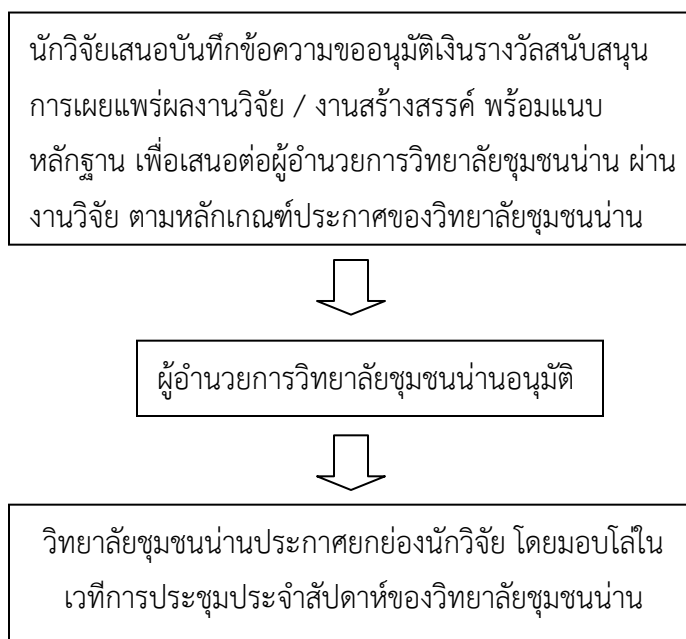 นักวิจัยเสนอบันทึกข้อความขออนุมัติเงินรางวัลสนับสนุน
การเผยแพร่ผลงานวิจัย / งานสร้างสรรค์ พร้อมแนบ
หลักฐาน เพื่อเสนอต่อผู้อำนวยการวิทยาลัยชุมชนน่าน ผ่าน
งานวิจัย ตามหลักเกณฑ์ประกาศของวิทยาลัยชุมชนน่าน
ผู้อำนวยการวิทยาลัยชุมชนน่านอนุมัติ
วิทยาลัยชุมชนน่านประกาศยกย่องนักวิจัย โดยมอบโล่ใน
เวทีการประชุมประจำสัปดาห์ของวิทยาลัยชุมชนน่าน